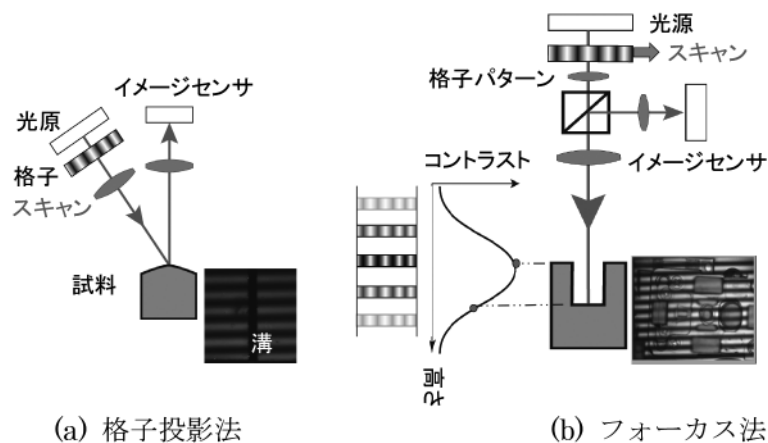 イメージセンサ
光原
格子
スキャン
試料
溝
(a) 格子投影法
光源
スキャン
格子パターン
イメージセンサ
コントラスト
高さ
(b) フォーカス法